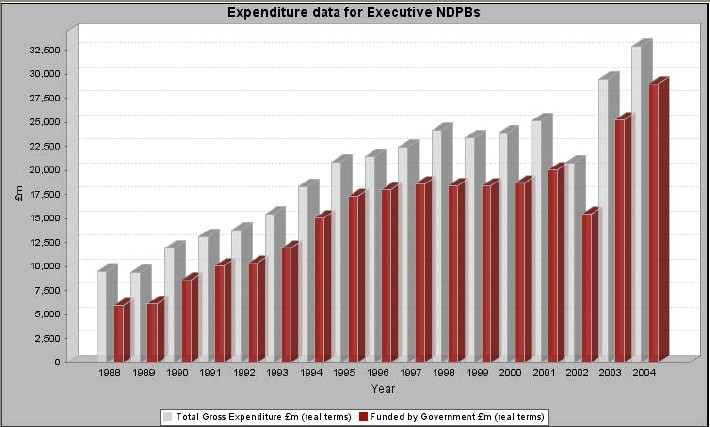 Expenditure data for Executive NDPBs
32,500
30,000
27,500
25,000
22,500
20,000
17,500
15,000
12,500
10,000
7,500
5,000
2,500
0
£m
1988 1989 1990 1991 1992 1993 1994 1995 1996 1997 1998 1999 2000 2001 2002 2003 2004
Year
Total Gross Expenditure £m (real terms) Funded by Government £m (real terms)